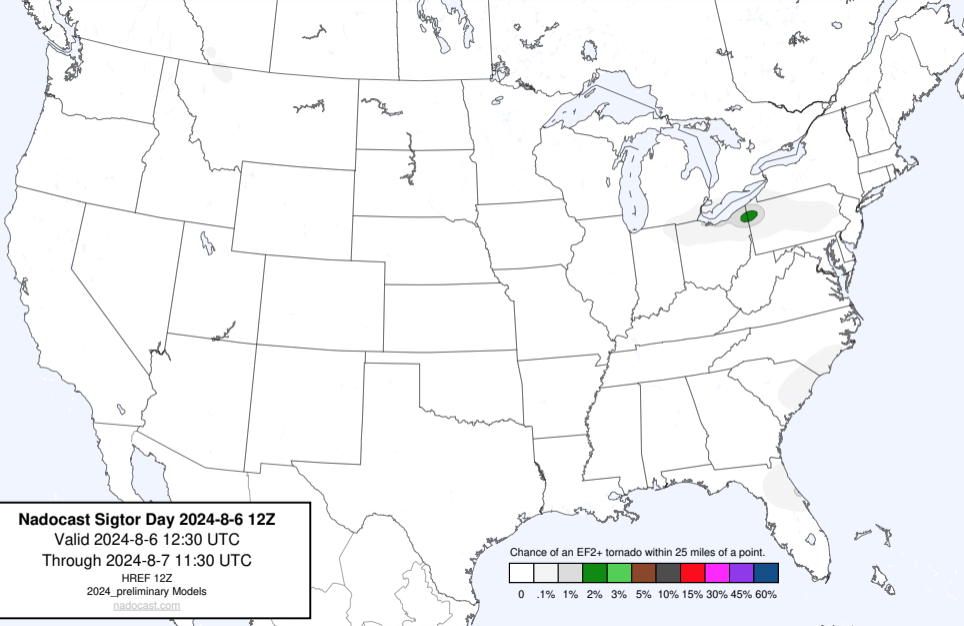 Nadocast Sigtor Day 2024-8-6 12Z
Valid 2024-8-6 12:30 UTC
Through 2024-8-7 11:30 UTC
HREF 12Z
2024_preliminary Models
nadocast.com
Chance of an EF2+ tornado within 25 miles of a point.
0 .1% 1% 2% 3% 5% 10% 15% 30% 45% 60%